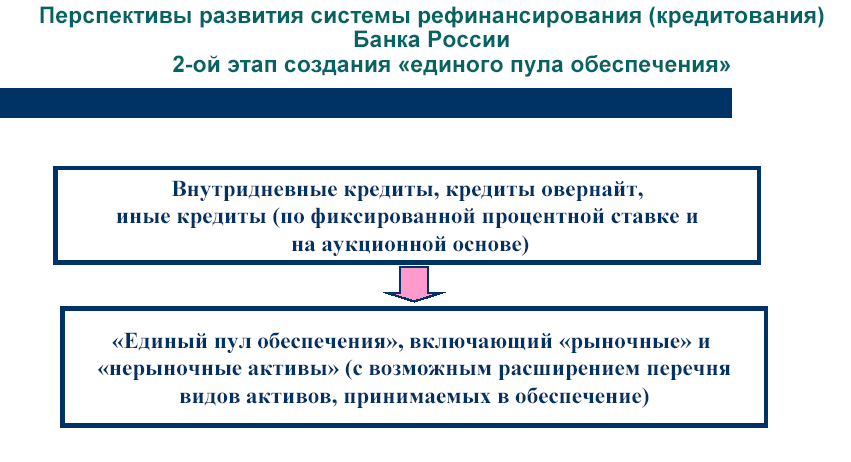 Перспективы развития системы рефинансирования (кредитования)
Банка России
2-ой этап создания «единого пула обеспечения»
Внутридневные кредиты, кредиты овернайт,
иные кредиты (по фиксированной процентной ставке и
на аукционной основе)
«Единый пул обеспечения», включающий «рыночные» и
«нерыночные активы» (с возможным расширением перечня
видов активов, принимаемых в обеспечение)